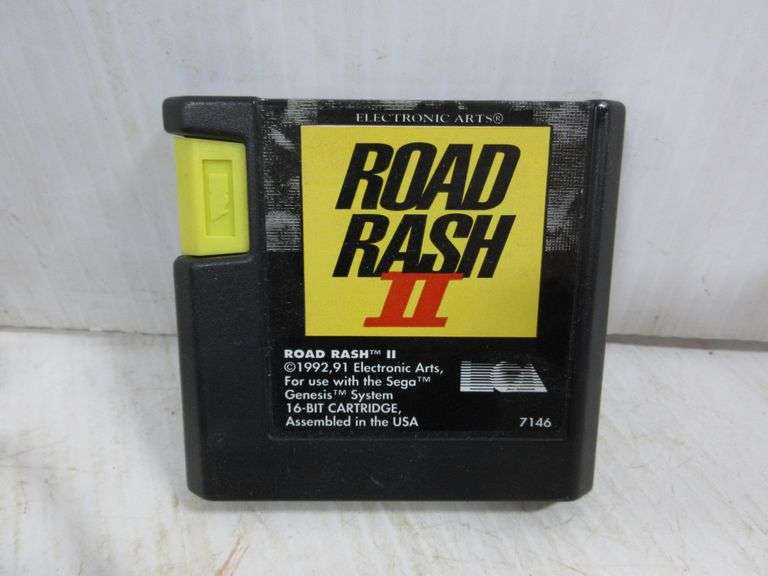 ELECTRONIC ARTS®
ROAD
RASH
II
ROAD RASH™ II
©1992,91 Electronic Arts,
For use with the Sega™
Genesis™ System
16-BIT CARTRIDGE,
Assembled in the USA
EA
7146